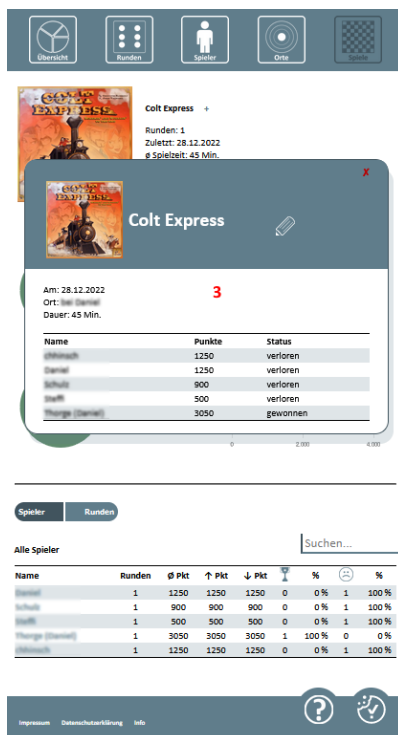 Übersicht
Runden
Spieler
Orte
Spiele
COLT
EXPRESS
Colt Express +
Runden: 1
Zuletzt: 28.12.2022
ø Spielzeit: 45 Min.
x
COLT
EXPRESS
Colt Express
Am: 28.12.2022
3
Ort:
Dauer: 45 Min.
Name Punkte Status
1250 verloren
1250 verloren
900 verloren
500 verloren
3050 gewonnen
0 2.000 4.000
Spieler Runden
Alle Spieler
Suchen...
Name Runden Ø Pkt ↑ Pkt ↓ Pkt % %
1 1250 1250 1250 0 0 % 1 100 %
1 900 900 900 0 0 % 1 100 %
1 500 500 500 0 0 % 1 100 %
1 3050 3050 3050 1 100 % 0 0 %
1 1250 1250 1250 0 0 % 1 100 %
?
Impressum Datenschutzerklärung Info